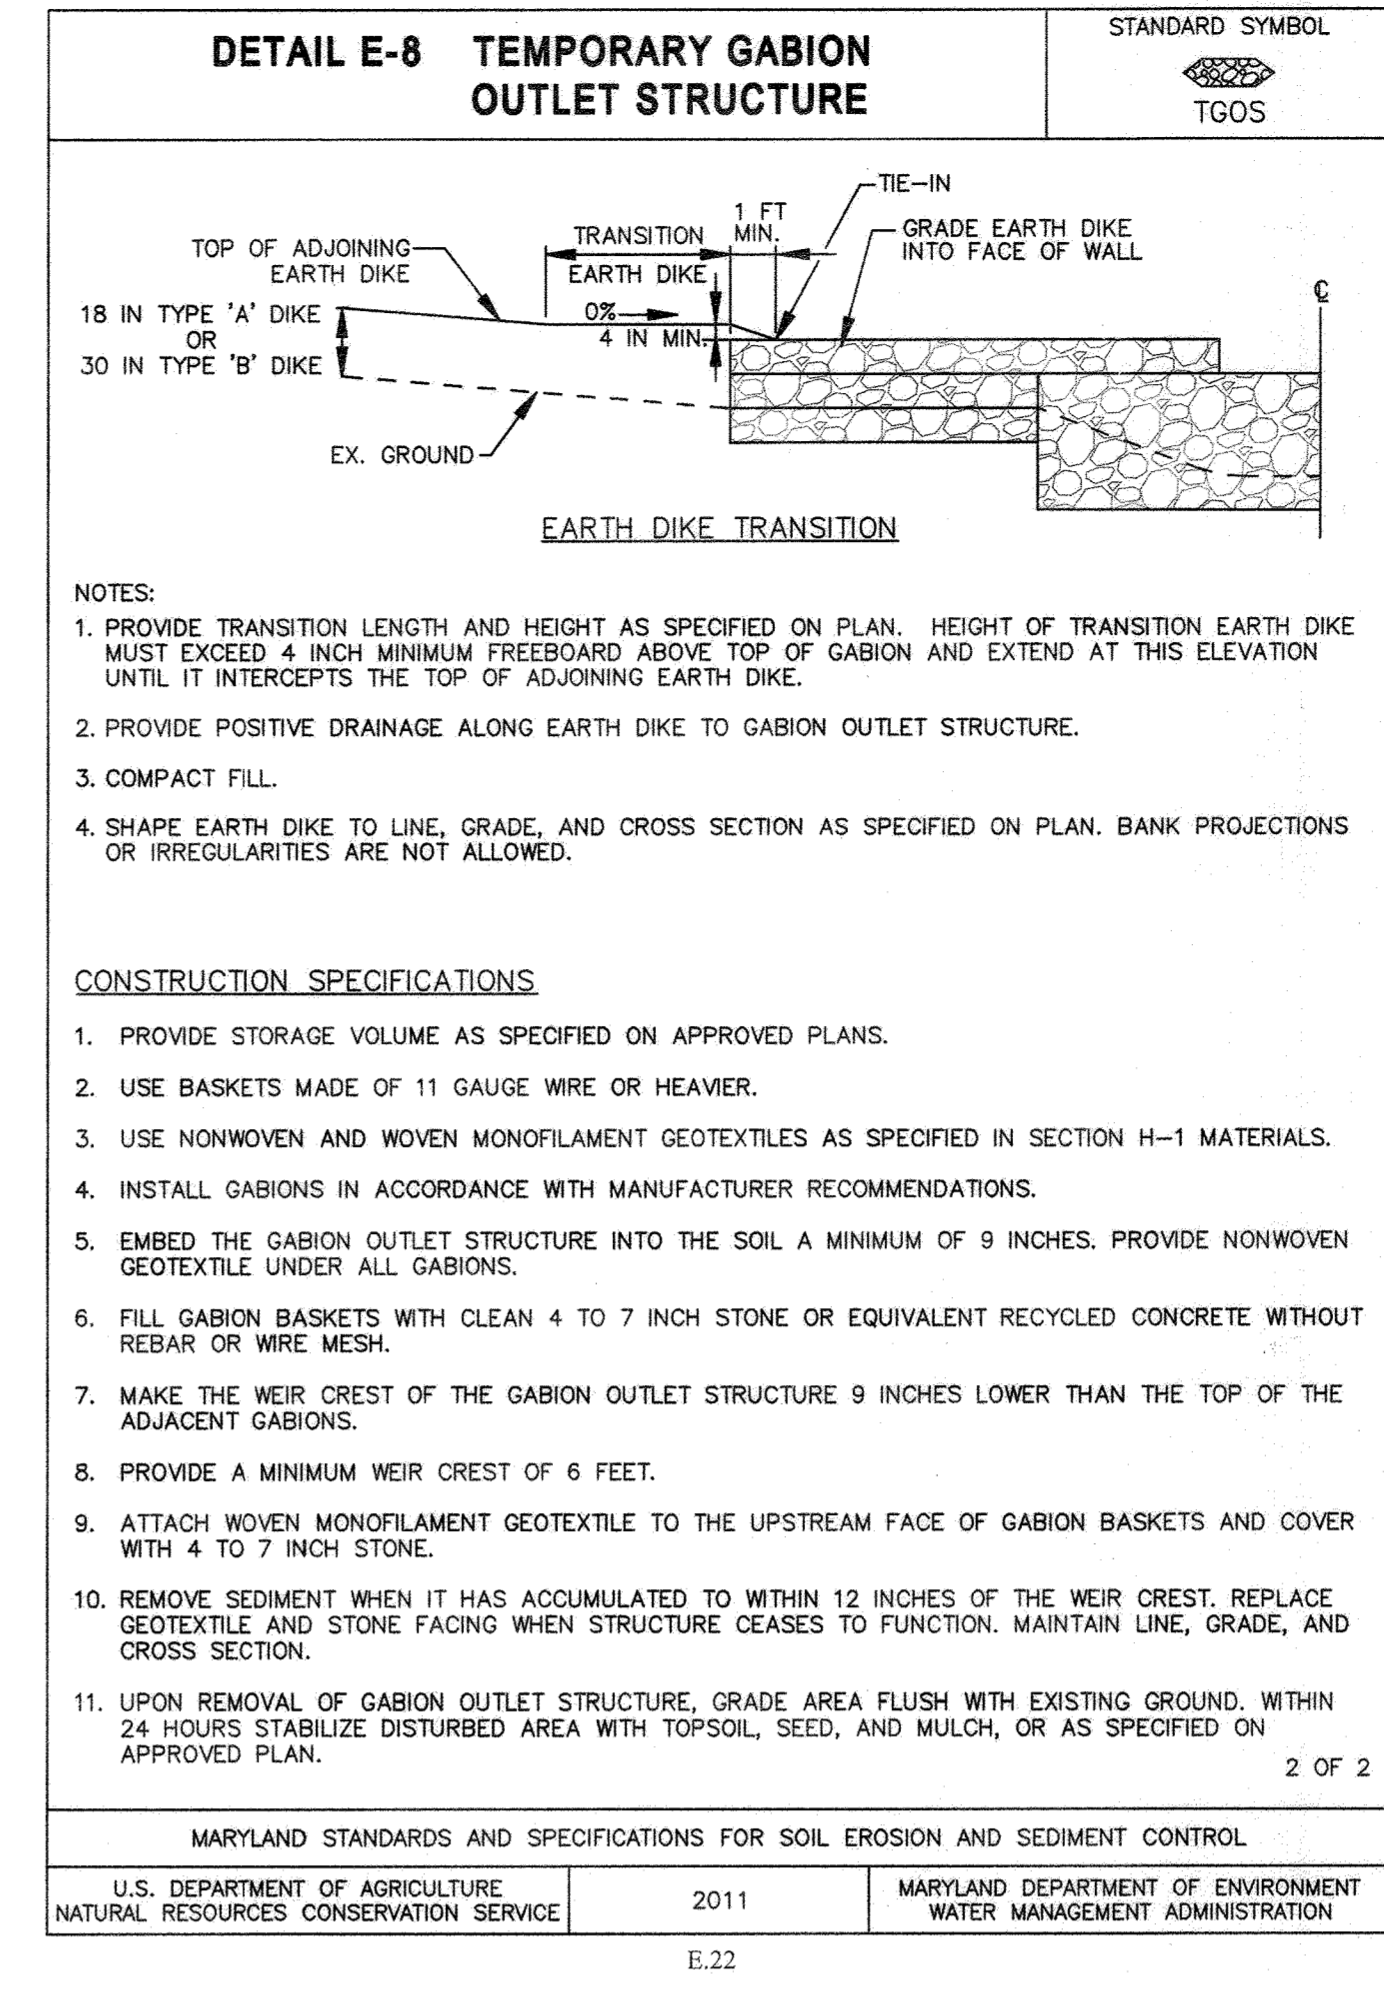 DETAIL E-8 TEMPORARY GABION
OUTLET STRUCTURE
STANDARD SYMBOL
TGOS
TIE-IN
1 FT
MIN.
GRADE EARTH DIKE
INTO FACE OF WALL
TRANSITION
EARTH DIKE
TOP OF ADJOINING
EARTH DIKE
0%
4 IN MIN.
18 IN TYPE 'A' DIKE
OR
30 IN TYPE 'B' DIKE
℄
EX. GROUND
EARTH DIKE TRANSITION
NOTES:
1. PROVIDE TRANSITION LENGTH AND HEIGHT AS SPECIFIED ON PLAN. HEIGHT OF TRANSITION EARTH DIKE
MUST EXCEED 4 INCH MINIMUM FREEBOARD ABOVE TOP OF GABION AND EXTEND AT THIS ELEVATION
UNTIL IT INTERCEPTS THE TOP OF ADJOINING EARTH DIKE.
2. PROVIDE POSITIVE DRAINAGE ALONG EARTH DIKE TO GABION OUTLET STRUCTURE.
3. COMPACT FILL.
4. SHAPE EARTH DIKE TO LINE, GRADE, AND CROSS SECTION AS SPECIFIED ON PLAN. BANK PROJECTIONS
OR IRREGULARITIES ARE NOT ALLOWED.
CONSTRUCTION SPECIFICATIONS
1. PROVIDE STORAGE VOLUME AS SPECIFIED ON APPROVED PLANS.
2. USE BASKETS MADE OF 11 GAUGE WIRE OR HEAVIER.
3. USE NONWOVEN AND WOVEN MONOFILAMENT GEOTEXTILES AS SPECIFIED IN SECTION H-1 MATERIALS.
4. INSTALL GABIONS IN ACCORDANCE WITH MANUFACTURER RECOMMENDATIONS.
5. EMBED THE GABION OUTLET STRUCTURE INTO THE SOIL A MINIMUM OF 9 INCHES. PROVIDE NONWOVEN
GEOTEXTILE UNDER ALL GABIONS.
6. FILL GABION BASKETS WITH CLEAN 4 TO 7 INCH STONE OR EQUIVALENT RECYCLED CONCRETE WITHOUT
REBAR OR WIRE MESH.
7. MAKE THE WEIR CREST OF THE GABION OUTLET STRUCTURE 9 INCHES LOWER THAN THE TOP OF THE
ADJACENT GABIONS.
8. PROVIDE A MINIMUM WEIR CREST OF 6 FEET.
9. ATTACH WOVEN MONOFILAMENT GEOTEXTILE TO THE UPSTREAM FACE OF GABION BASKETS AND COVER
WITH 4 TO 7 INCH STONE.
10. REMOVE SEDIMENT WHEN IT HAS ACCUMULATED TO WITHIN 12 INCHES OF THE WEIR CREST. REPLACE
GEOTEXTILE AND STONE FACING WHEN STRUCTURE CEASES TO FUNCTION. MAINTAIN LINE, GRADE, AND
CROSS SECTION.
11. UPON REMOVAL OF GABION OUTLET STRUCTURE, GRADE AREA FLUSH WITH EXISTING GROUND. WITHIN
24 HOURS STABILIZE DISTURBED AREA WITH TOPSOIL, SEED, AND MULCH, OR AS SPECIFIED ON
APPROVED PLAN.
2 OF 2
MARYLAND STANDARDS AND SPECIFICATIONS FOR SOIL EROSION AND SEDIMENT CONTROL
U.S. DEPARTMENT OF AGRICULTURE
NATURAL RESOURCES CONSERVATION SERVICE
2011
MARYLAND DEPARTMENT OF ENVIRONMENT
WATER MANAGEMENT ADMINISTRATION
E.22